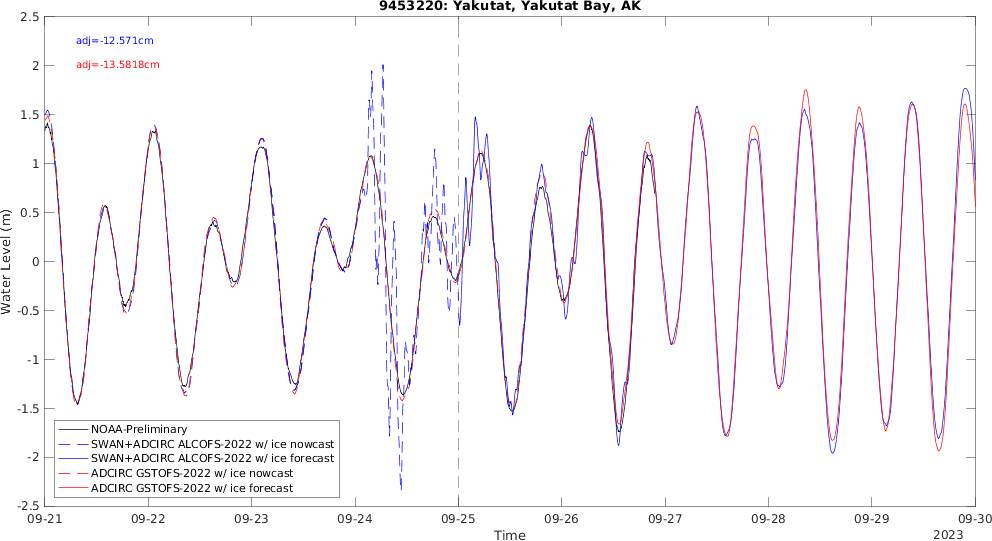 9453220: Yakutat, Yakutat Bay, AK
adj=-12.571cm
adj=-13.5818cm
Water Level (m)
2.5
2
1.5
1
0.5
0
-0.5
-1
-1.5
-2
-2.5
NOAA-Preliminary
SWAN+ADCIRC ALCOFS-2022 w/ ice nowcast
SWAN+ADCIRC ALCOFS-2022 w/ ice forecast
ADCIRC GSTOFS-2022 w/ ice nowcast
ADCIRC GSTOFS-2022 w/ ice forecast
09-21 09-22 09-23 09-24 09-25 09-26 09-27 09-28 09-29 09-30
Time
2023